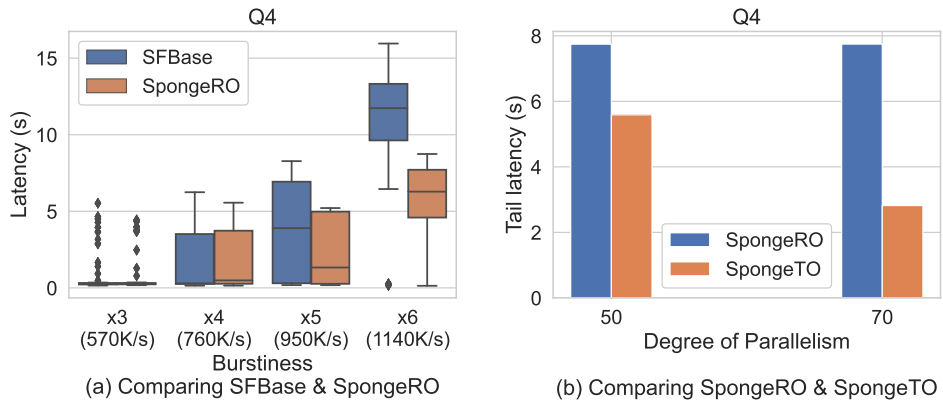 Q4
Latency (s)
15
10
5
0
SFBase
SpongeRO
x3 x4 x5 x6
(570K/s) (760K/s) (950K/s) (1140K/s)
Burstiness
(a) Comparing SFBase & SpongeRO
Q4
Tail latency (s)
8
6
4
2
0
SpongeRO
SpongeTO
50 70
Degree of Parallelism
(b) Comparing SpongeRO & SpongeTO